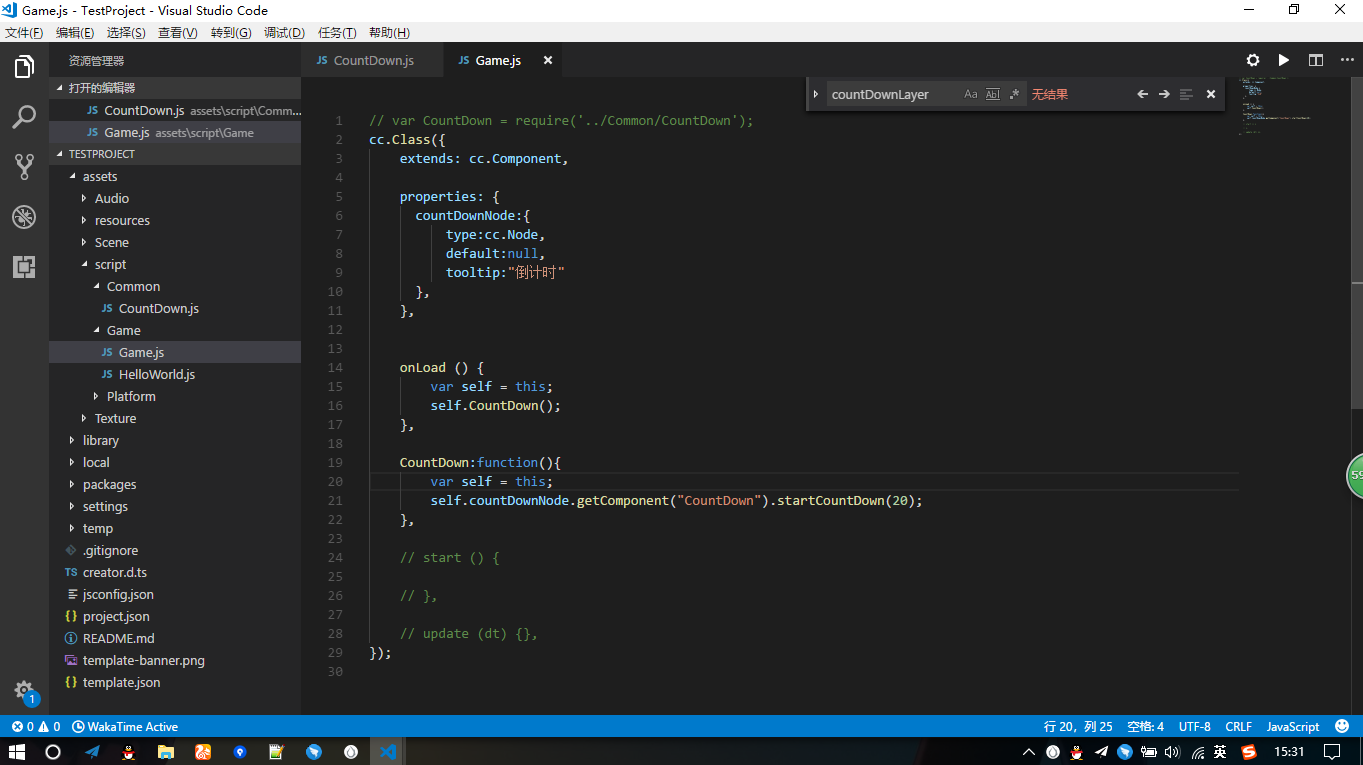 Game.js - TestProject - Visual Studio Code
文件(F) 编辑(E) 选择(S) 查看(V) 转到(G) 调试(D) 任务(T) 帮助(H)
资源管理器
打开的编辑器
JS CountDown.js assets\script\Comm...
JS Game.js assets\script\Game
TESTPROJECT
assets
Audio
resources
Scene
script
Common
JS CountDown.js
Game
JS Game.js
JS HelloWorld.js
Platform
Texture
library
local
packages
settings
temp
.gitignore
TS creator.d.ts
jsconfig.json
{} project.json
README.md
template-banner.png
{} template.json
1
JS CountDown.js JS Game.js
countDownLayer Aa Abl .* 无结果
1 // var CountDown = require('../Common/CountDown');
2 cc.Class({
3 extends: cc.Component,
4
5 properties: {
6 countDownNode:{
7 type:cc.Node,
8 default:null,
9 tooltip:"倒计时"
10 },
11 },
12
13
14 onLoad () {
15 var self = this;
16 self.CountDown();
17 },
18
19 CountDown:function(){
20 var self = this;
21 self.countDownNode.getComponent("CountDown").startCountDown(20);
22 },
23
24 // start () {
25
26 // },
27
28 // update (dt) {},
29 });
30
59
0 0 WakaTime Active 行 20，列 25 空格: 4 UTF-8 CRLF JavaScript
英 S 15:31